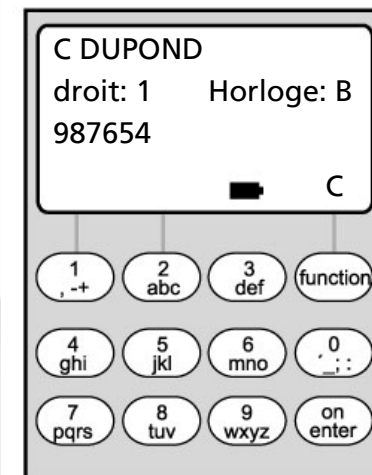 C DUPOND
droit: 1 Horloge: B
987654
C
1 2 3 function
, -+ abc def
4 5 6 0
ghi jkl mno ´_; :
7 8 9 on
pqrs tuv wxyz enter